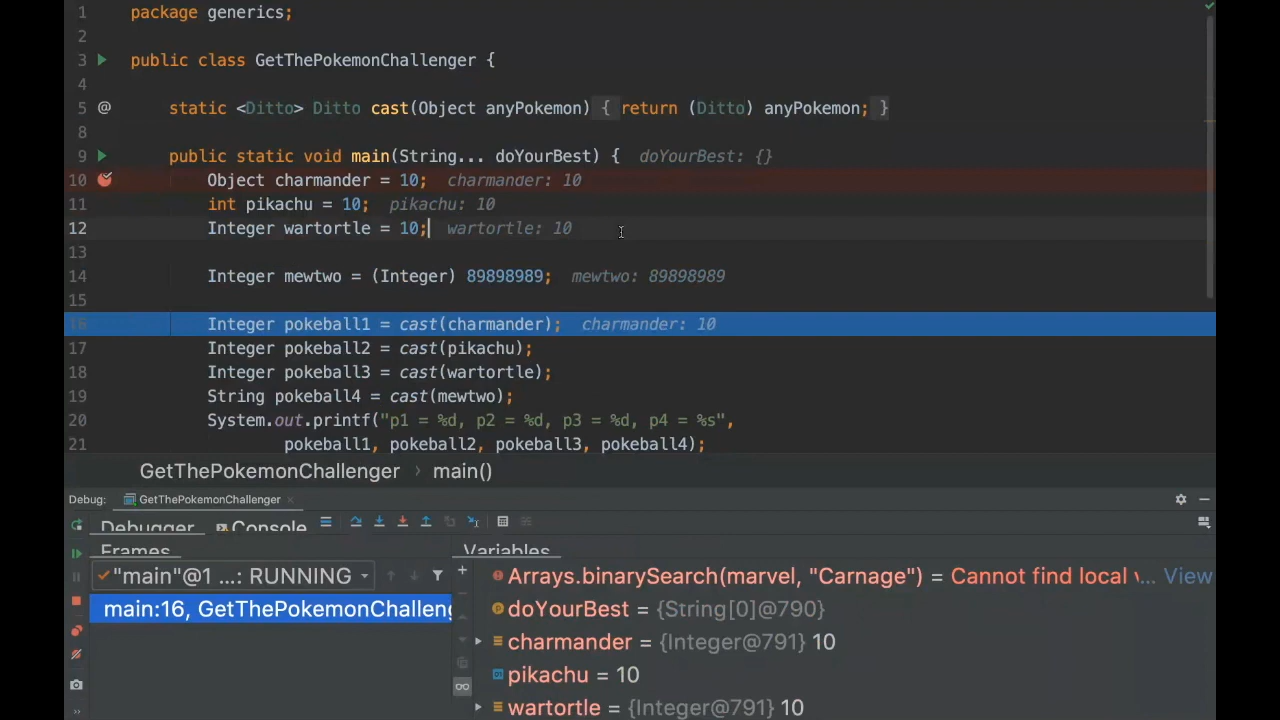 1 package generics;
2
3 public class GetThePokemonChallenger {
4
5 @ static <Ditto> Ditto cast(Object anyPokemon) { return (Ditto) anyPokemon; }
8
9 public static void main(String... doYourBest) { doYourBest: {}
10 Object charmander = 10; charmander: 10
11 int pikachu = 10; pikachu: 10
12 Integer wartortle = 10; wartortle: 10
13
14 Integer mewtwo = (Integer) 89898989; mewtwo: 89898989
15
16 Integer pokeball1 = cast(charmander); charmander: 10
17 Integer pokeball2 = cast(pikachu);
18 Integer pokeball3 = cast(wartortle);
19 String pokeball4 = cast(mewtwo);
20 System.out.printf("p1 = %d, p2 = %d, p3 = %d, p4 = %s",
21 pokeball1, pokeball2, pokeball3, pokeball4);
GetThePokemonChallenger › main()
Debug: GetThePokemonChallenger ×
Debugger Console
Frames Variables
"main"@1 ...: RUNNING
Arrays.binarySearch(marvel, "Carnage") = Cannot find local ... View
main:16, GetThePokemonChalleng
doYourBest = {String[0]@790}
charmander = {Integer@791} 10
pikachu = 10
wartortle = {Integer@791} 10